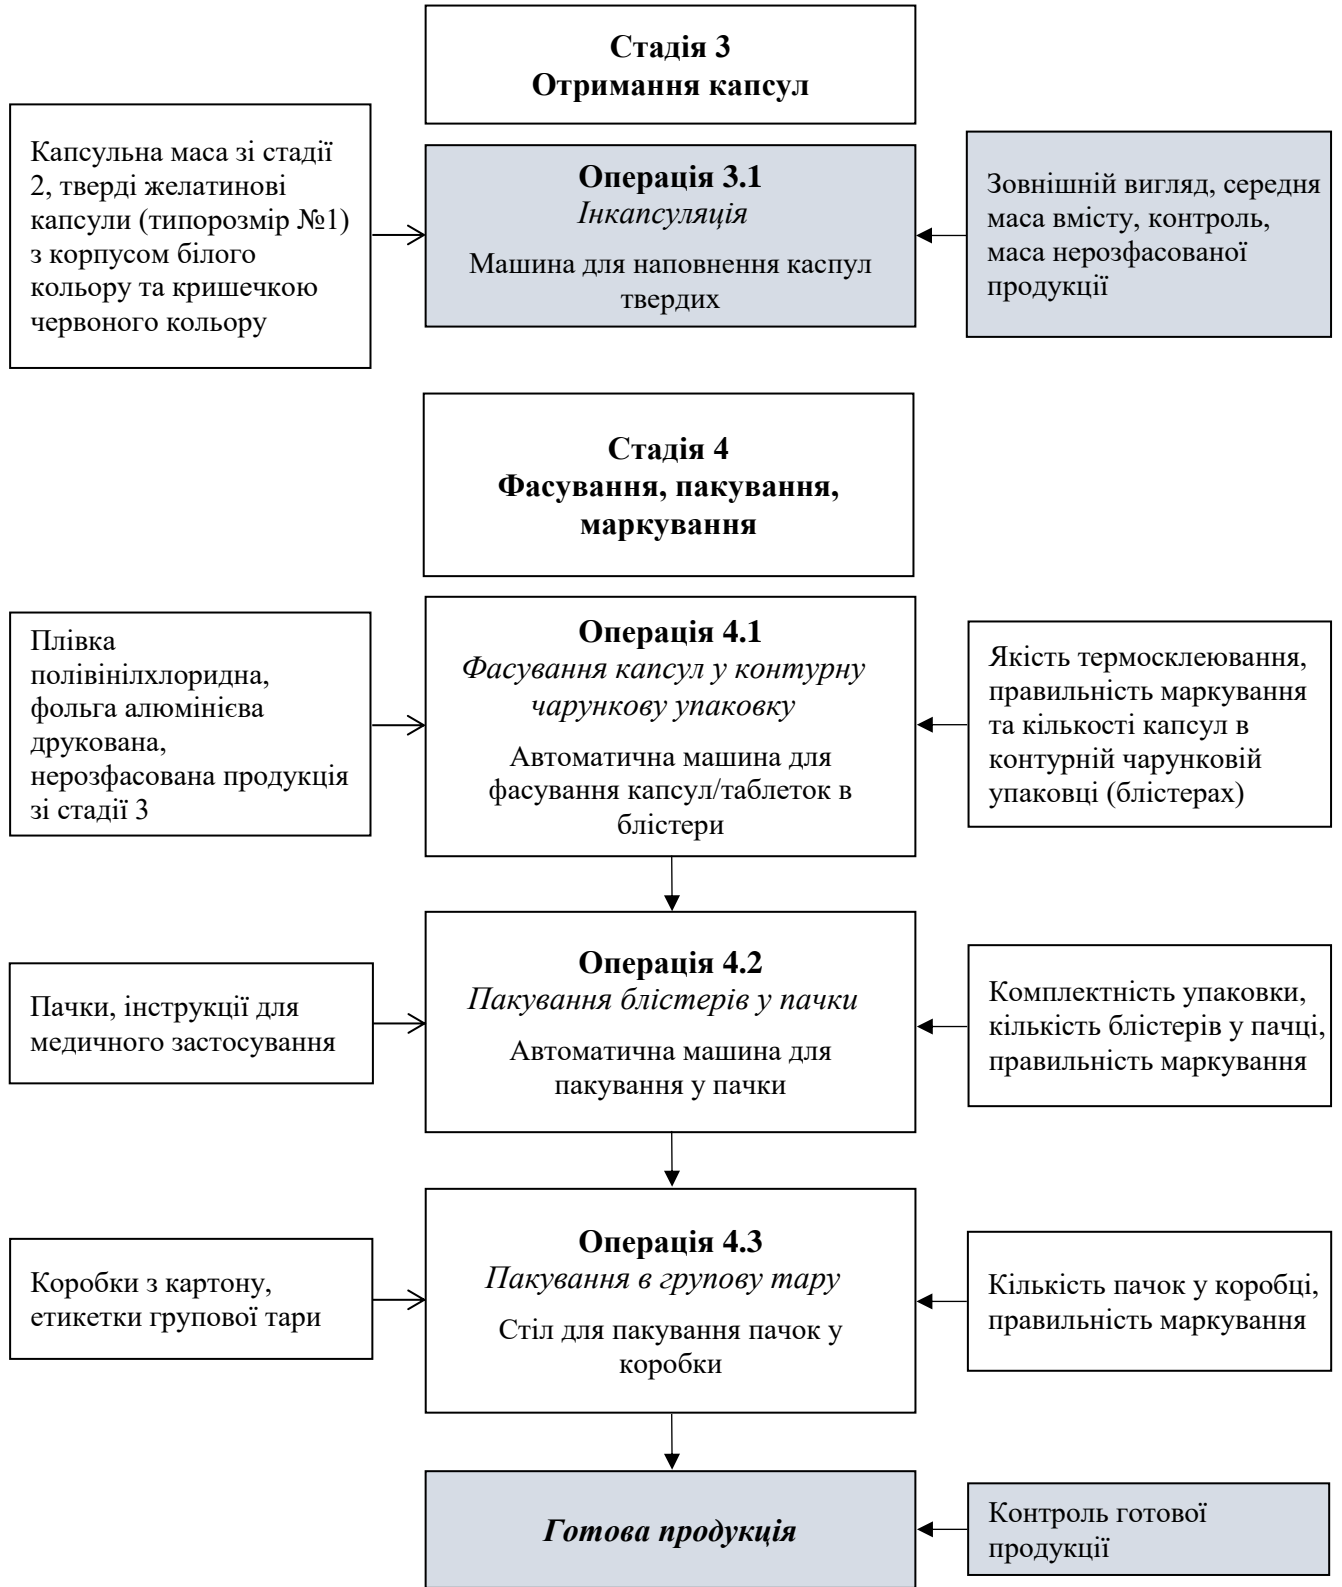 Стадія 3
Отримання капсул
Капсульна маса зі стадії
2, тверді желатинові
капсули (типорозмір №1)
з корпусом білого
кольору та кришечкою
червоного кольору
Операція 3.1
Інкапсуляція
Машина для наповнення каспул
твердих
Зовнішній вигляд, середня
маса вмісту, контроль,
маса нерозфасованої
продукції
Стадія 4
Фасування, пакування,
маркування
Плівка
полівінілхлоридна,
фольга алюмінієва
друкована,
нерозфасована продукція
зі стадії 3
Операція 4.1
Фасування капсул у контурну
чарункову упаковку
Автоматична машина для
фасування капсул/таблеток в
блістери
Якість термосклеювання,
правильність маркування
та кількості капсул в
контурній чарунковій
упаковці (блістерах)
Пачки, інструкції для
медичного застосування
Операція 4.2
Пакування блістерів у пачки
Автоматична машина для
пакування у пачки
Комплектність упаковки,
кількість блістерів у пачці,
правильність маркування
Коробки з картону,
етикетки групової тари
Операція 4.3
Пакування в групову тару
Стіл для пакування пачок у
коробки
Кількість пачок у коробці,
правильність маркування
Готова продукція
Контроль готової
продукції